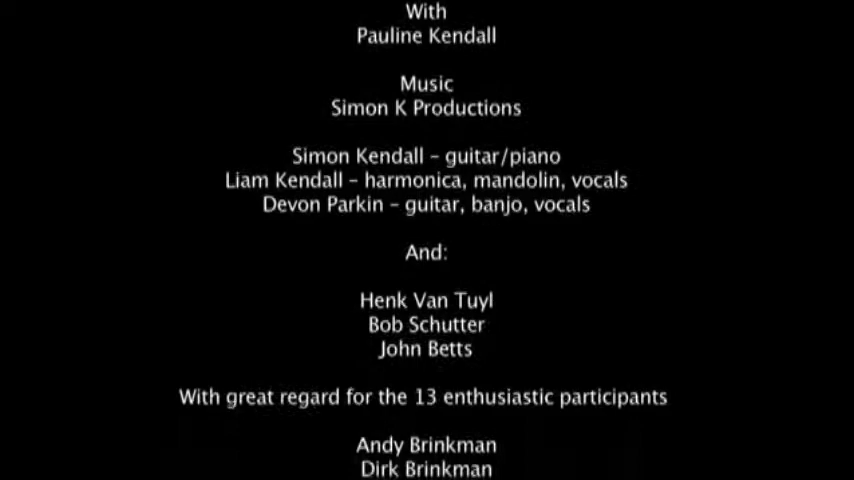 With
Pauline Kendall
Music
Simon K Productions
Simon Kendall – guitar/piano
Liam Kendall – harmonica, mandolin, vocals
Devon Parkin – guitar, banjo, vocals
And:
Henk Van Tuyl
Bob Schutter
John Betts
With great regard for the 13 enthusiastic participants
Andy Brinkman
Dirk Brinkman